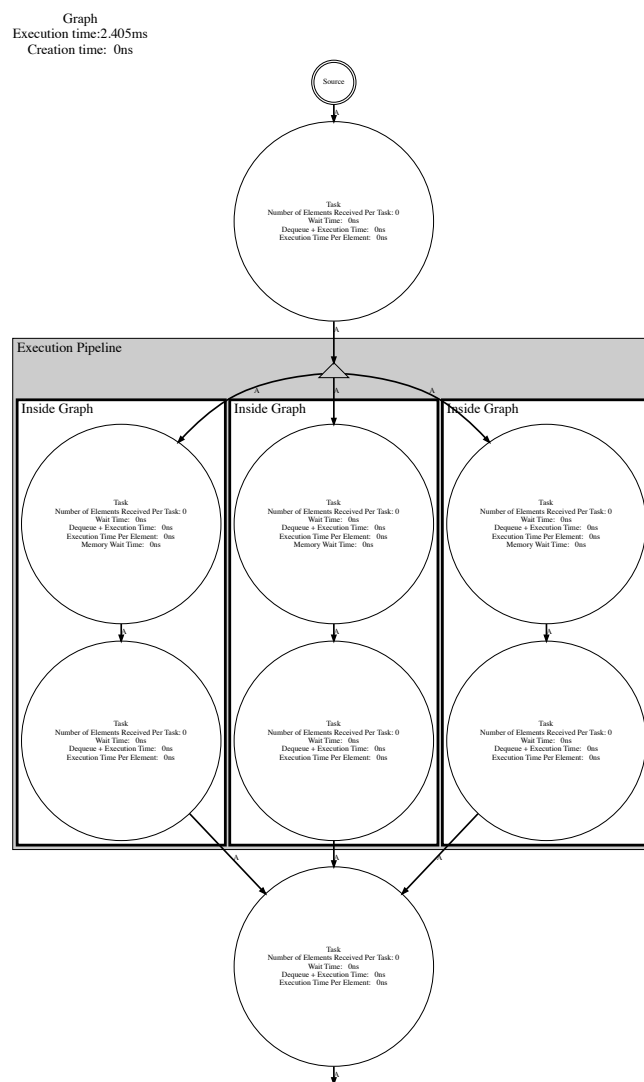 Graph
Execution time:2.405ms
Creation time: 0ns
Source
A
Task
Number of Elements Received Per Task: 0
Wait Time: 0ns
Dequeue + Execution Time: 0ns
Execution Time Per Element: 0ns
A
Execution Pipeline
A
A
A
Inside Graph
Inside Graph
Inside Graph
Task
Number of Elements Received Per Task: 0
Wait Time: 0ns
Dequeue + Execution Time: 0ns
Execution Time Per Element: 0ns
Memory Wait Time: 0ns
Task
Number of Elements Received Per Task: 0
Wait Time: 0ns
Dequeue + Execution Time: 0ns
Execution Time Per Element: 0ns
Memory Wait Time: 0ns
Task
Number of Elements Received Per Task: 0
Wait Time: 0ns
Dequeue + Execution Time: 0ns
Execution Time Per Element: 0ns
Memory Wait Time: 0ns
A
A
A
Task
Number of Elements Received Per Task: 0
Wait Time: 0ns
Dequeue + Execution Time: 0ns
Execution Time Per Element: 0ns
Task
Number of Elements Received Per Task: 0
Wait Time: 0ns
Dequeue + Execution Time: 0ns
Execution Time Per Element: 0ns
Task
Number of Elements Received Per Task: 0
Wait Time: 0ns
Dequeue + Execution Time: 0ns
Execution Time Per Element: 0ns
A
A
A
Task
Number of Elements Received Per Task: 0
Wait Time: 0ns
Dequeue + Execution Time: 0ns
Execution Time Per Element: 0ns
A